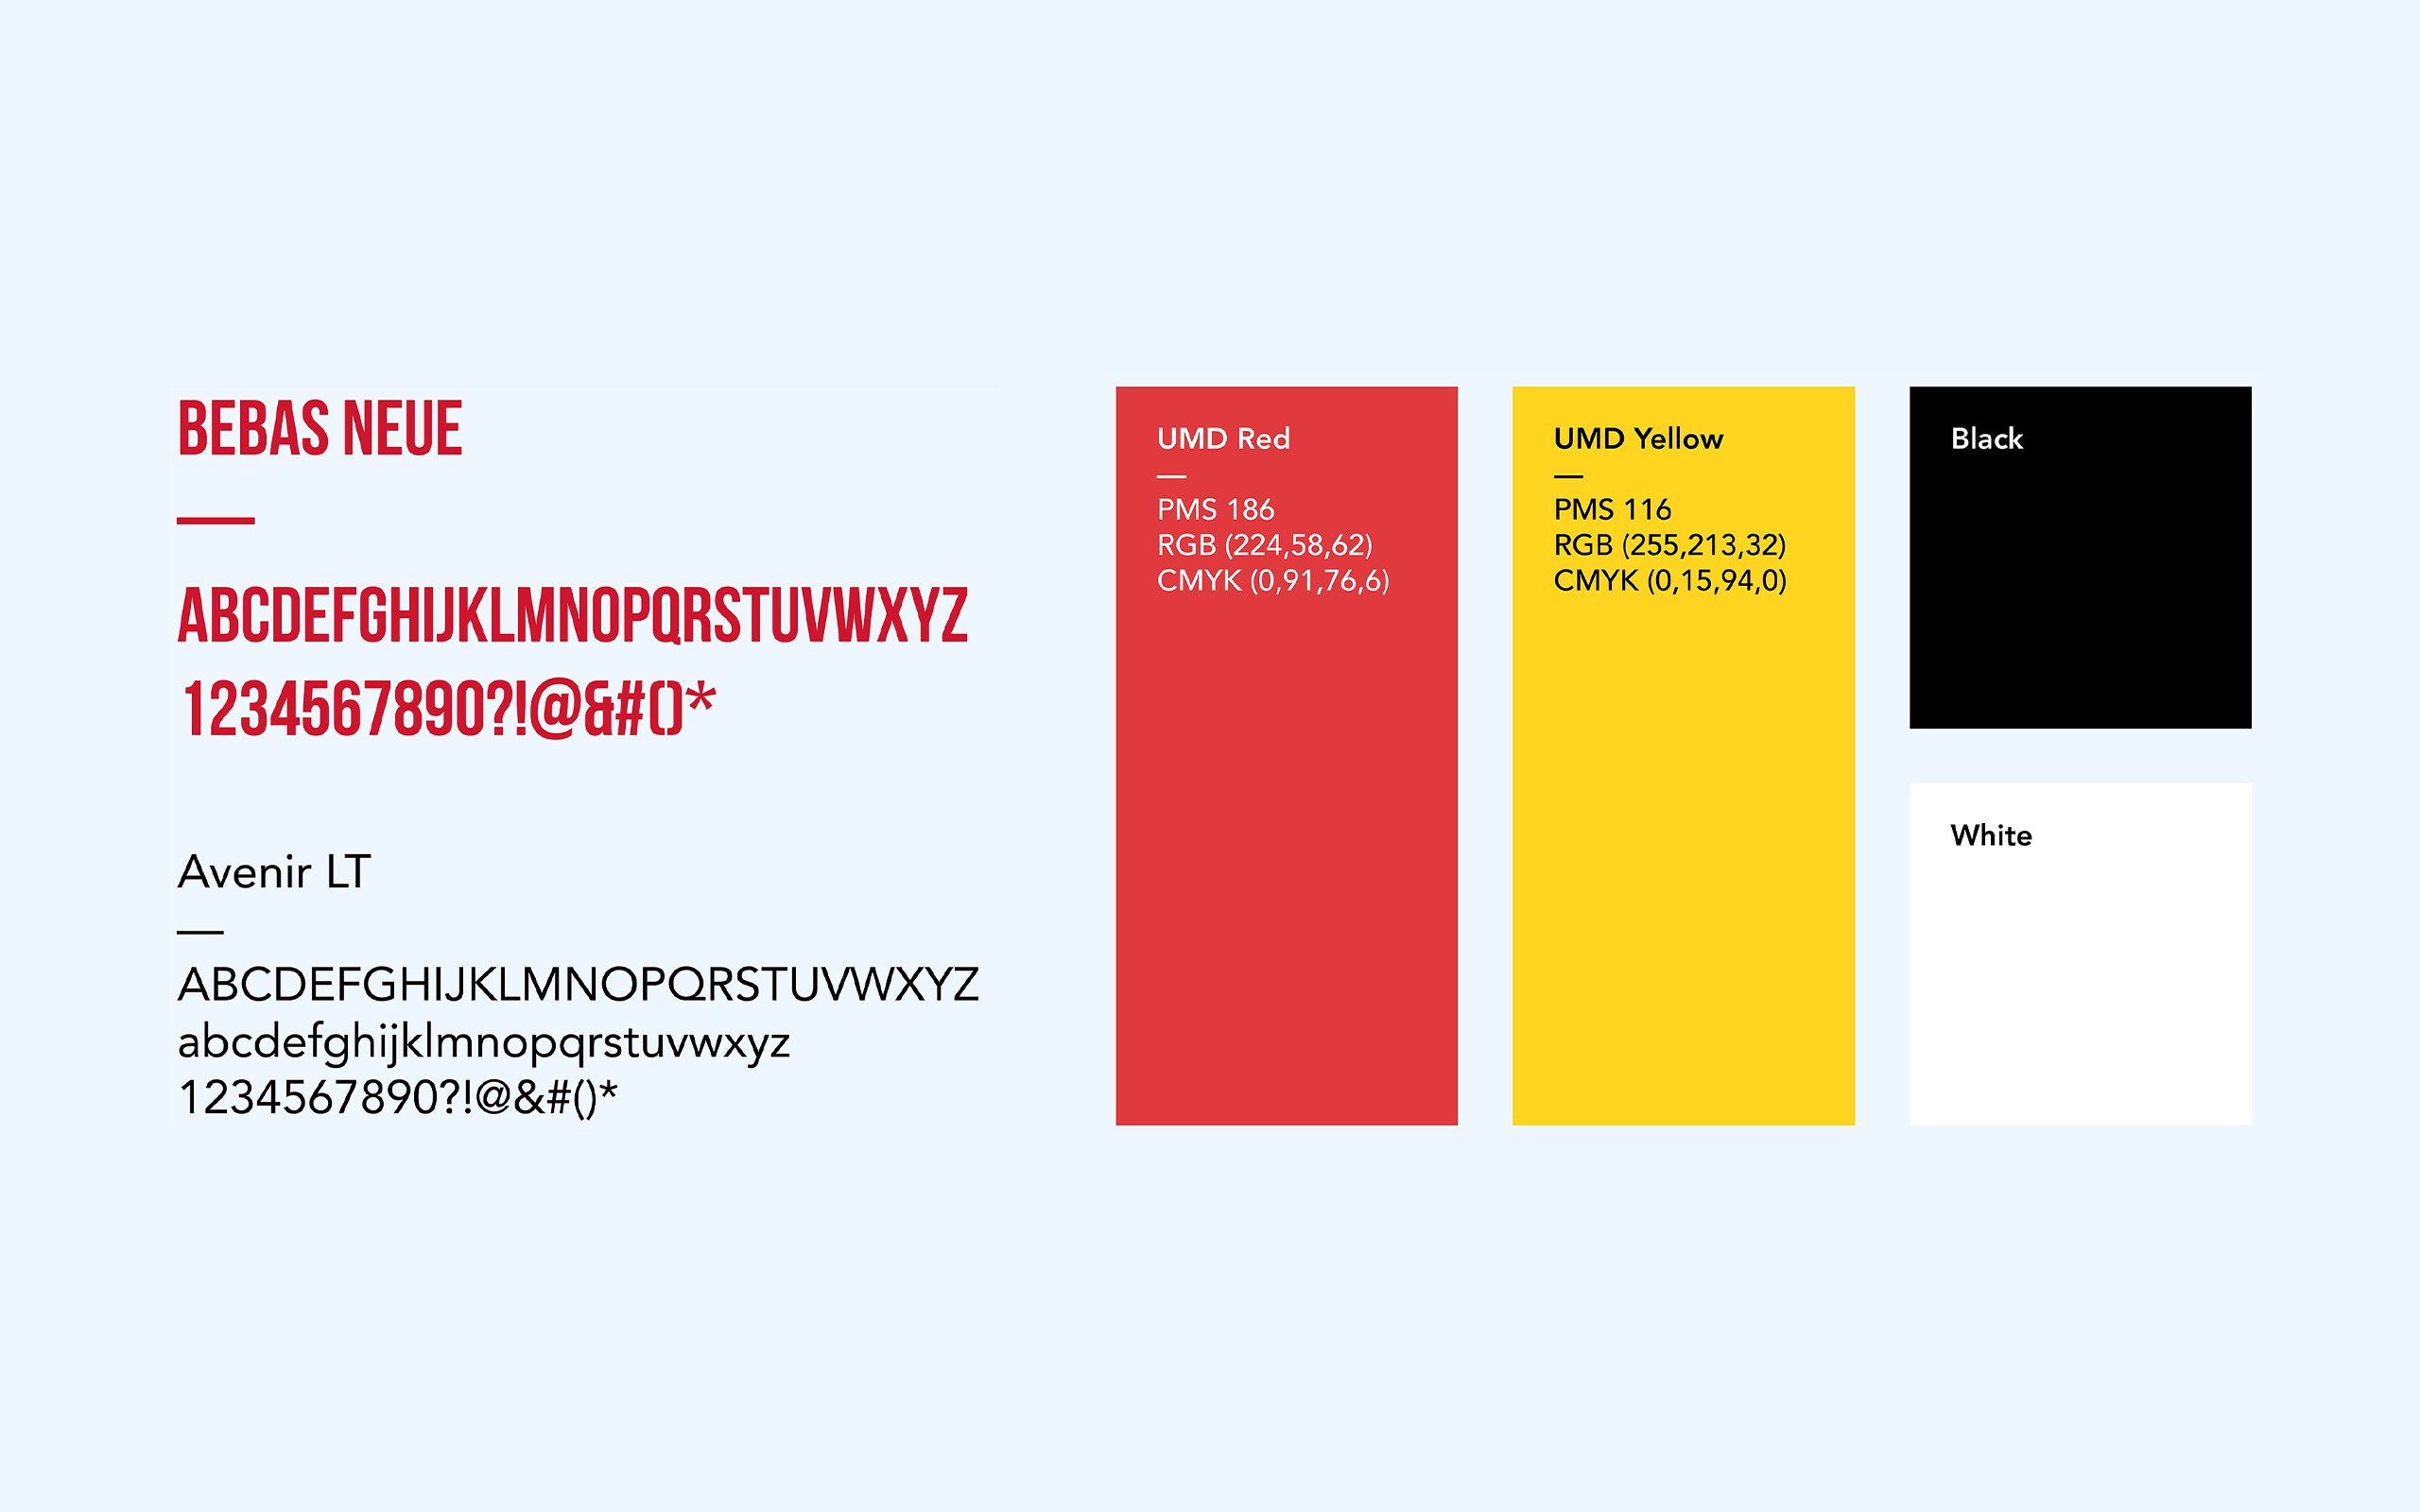 BEBAS NEUE
ABCDEFGHIJKLMNOPQRSTUVWXYZ
1234567890?!@&#()*
Avenir LT
ABCDEFGHIJKLMNOPQRSTUVWXYZ
abcdefghijklmnopqrstuvwxyz
1234567890?!@&#()*
UMD Red
PMS 186
RGB (224,58,62)
CMYK (0,91,76,6)
UMD Yellow
PMS 116
RGB (255,213,32)
CMYK (0,15,94,0)
Black
White